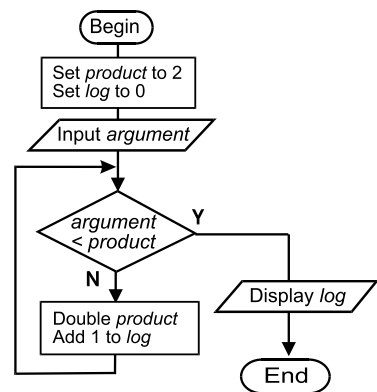 Begin
Set product to 2
Set log to 0
Input argument
argument
< product
Y
N
Double product
Add 1 to log
Display log
End